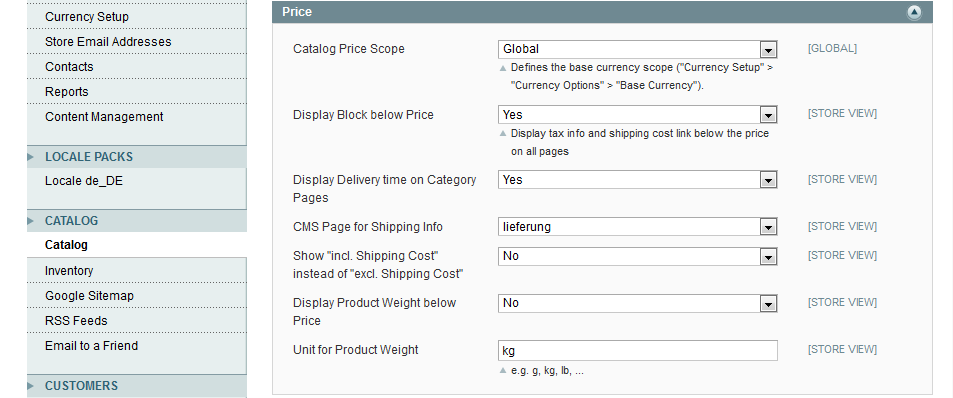 Currency Setup
Store Email Addresses
Contacts
Reports
Content Management
LOCALE PACKS
Locale de_DE
CATALOG
Catalog
Inventory
Google Sitemap
RSS Feeds
Email to a Friend
CUSTOMERS
Price
Catalog Price Scope
Global
[GLOBAL]
Defines the base currency scope ("Currency Setup" >
"Currency Options" > "Base Currency").
Display Block below Price
Yes
[STORE VIEW]
Display tax info and shipping cost link below the price
on all pages
Display Delivery time on Category
Pages
Yes
[STORE VIEW]
CMS Page for Shipping Info
lieferung
[STORE VIEW]
Show "incl. Shipping Cost"
instead of "excl. Shipping Cost"
No
[STORE VIEW]
Display Product Weight below
Price
No
[STORE VIEW]
Unit for Product Weight
kg
[STORE VIEW]
e.g. g, kg, lb, ...